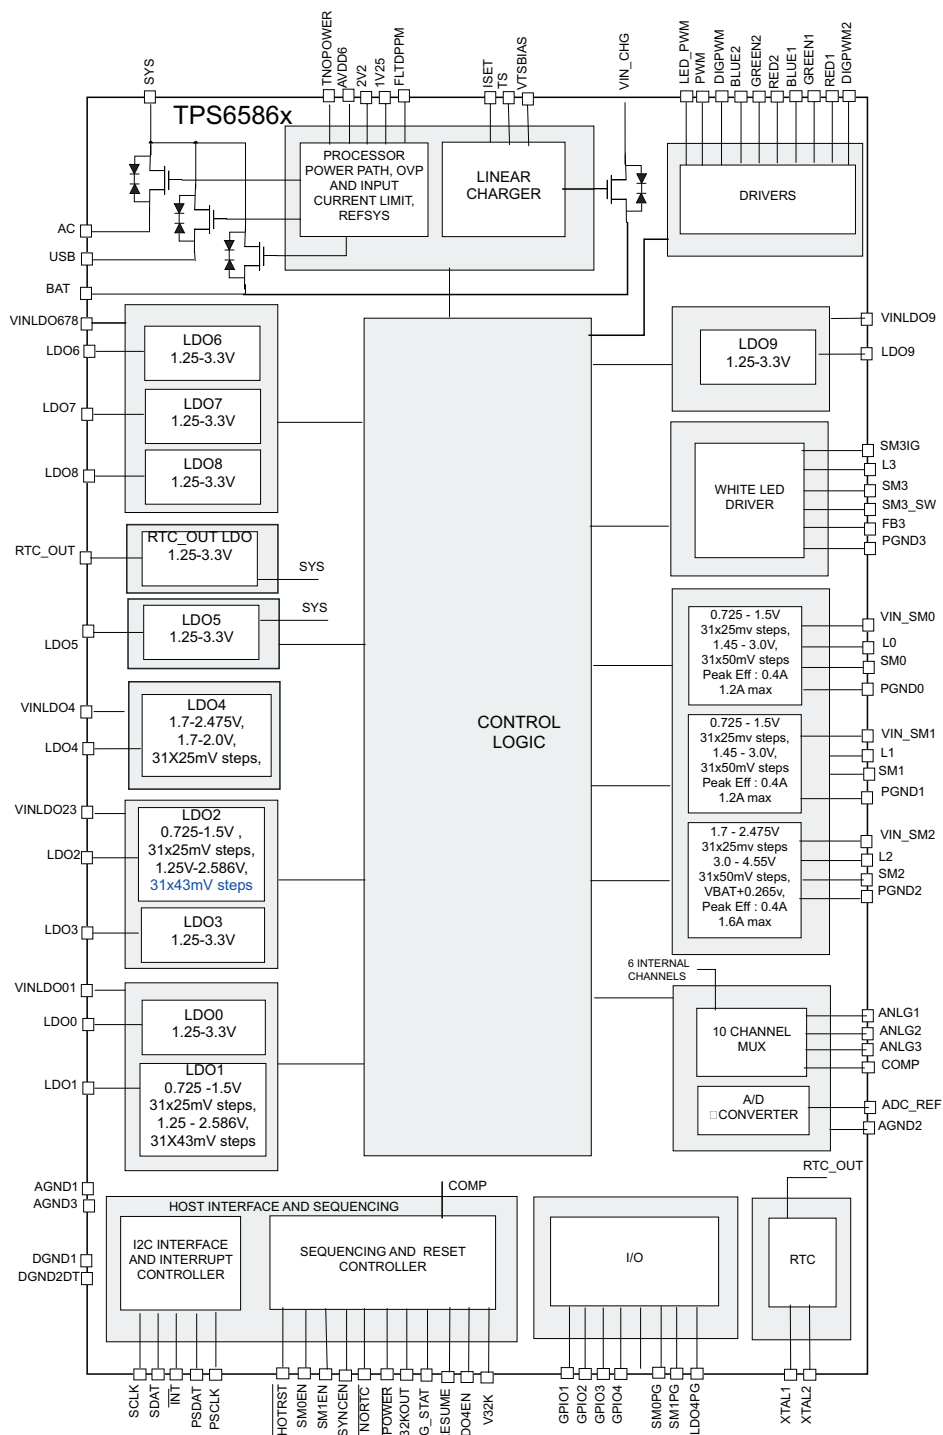 SYS
TNOPOWER
AVDD6
2V2
1V25
FLTDPPM
ISET
TS
VTSBIAS
VIN_CHG
LED_PWM
PWM
DIGPWM
BLUE2
GREEN2
RED2
BLUE1
GREEN1
RED1
DIGPWM2
TPS6586x
PROCESSOR
POWER PATH, OVP
AND INPUT
CURRENT LIMIT,
REFSYS
LINEAR
CHARGER
DRIVERS
AC
USB
BAT
VINLDO678
LDO6
LDO6
1.25-3.3V
LDO7
LDO7
1.25-3.3V
LDO8
LDO8
1.25-3.3V
RTC_OUT
RTC_OUT LDO
1.25-3.3V
SYS
LDO5
LDO5
1.25-3.3V
SYS
VINLDO4
LDO4
LDO4
1.7-2.475V,
1.7-2.0V,
31X25mV steps,
VINLDO23
LDO2
LDO2
0.725-1.5V ,
31x25mV steps,
1.25V-2.586V,
31x43mV steps
LDO3
LDO3
1.25-3.3V
VINLDO01
LDO0
LDO0
1.25-3.3V
LDO1
LDO1
0.725 -1.5V
31x25mV steps,
1.25 - 2.586V,
31X43mV steps
CONTROL
LOGIC
LDO9
1.25-3.3V
VINLDO9
LDO9
WHITE LED
DRIVER
SM3IG
L3
SM3
SM3_SW
FB3
PGND3
0.725 - 1.5V
31x25mv steps,
1.45 - 3.0V,
31x50mV steps
Peak Eff : 0.4A
1.2A max
VIN_SM0
L0
SM0
PGND0
0.725 - 1.5V
31x25mv steps,
1.45 - 3.0V,
31x50mV steps
Peak Eff : 0.4A
1.2A max
VIN_SM1
L1
SM1
PGND1
1.7 - 2.475V
31x25mv steps
3.0 - 4.55V
31x50mV steps,
VBAT+0.265v,
Peak Eff : 0.4A
1.6A max
VIN_SM2
L2
SM2
PGND2
6 INTERNAL
CHANNELS
10 CHANNEL
MUX
ANLG1
ANLG2
ANLG3
COMP
A/D
CONVERTER
ADC_REF
AGND2
AGND1
AGND3
DGND1
DGND2DT
COMP
HOST INTERFACE AND SEQUENCING
I2C INTERFACE
AND INTERRUPT
CONTROLLER
SEQUENCING AND RESET
CONTROLLER
I/O
RTC_OUT
RTC
SCLK
SDAT
INT
PSDAT
PSCLK
HOTRST
SM0EN
SM1EN
SYNCEN
NORTC
POWER
32KOUT
G_STAT
RESUME
DO4EN
V32K
GPIO1
GPIO2
GPIO3
GPIO4
SM0PG
SM1PG
LDO4PG
XTAL1
XTAL2